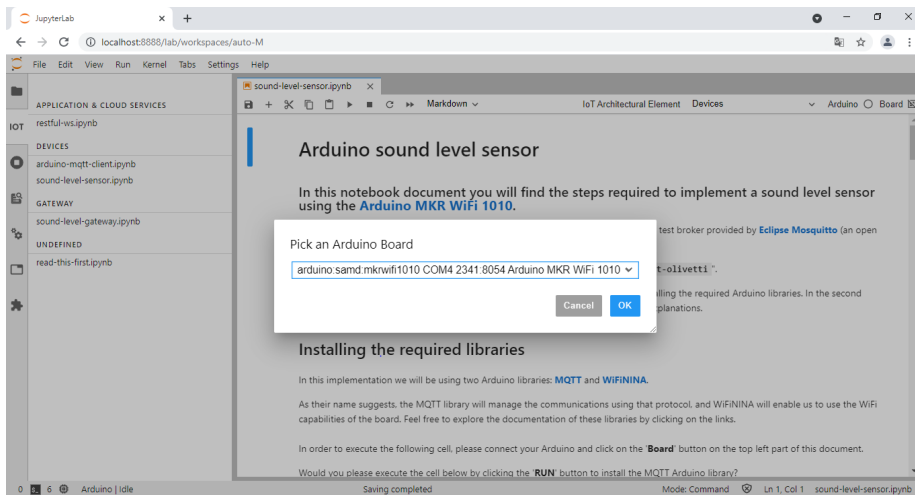 JupyterLab
localhost:8888/lab/workspaces/auto-M
File Edit View Run Kernel Tabs Settings Help
sound-level-sensor.ipynb
Markdown
IoT Architectural Element Devices
Arduino
Board
IOT
APPLICATION & CLOUD SERVICES
restful-ws.ipynb
DEVICES
arduino-mqtt-client.ipynb
sound-level-sensor.ipynb
GATEWAY
sound-level-gateway.ipynb
UNDEFINED
read-this-first.ipynb
Arduino sound level sensor
In this notebook document you will find the steps required to implement a sound level sensor
using the Arduino MKR WiFi 1010.
test broker provided by Eclipse Mosquitto (an open
t-olivetti ".
lling the required Arduino libraries. In the second
planations.
Pick an Arduino Board
arduino:samd:mkrwifi1010 COM4 2341:8054 Arduino MKR WiFi 1010
Cancel OK
Installing the required libraries
In this implementation we will be using two Arduino libraries: MQTT and WiFiNINA.
As their name suggests, the MQTT library will manage the communications using that protocol, and WiFiNINA will enable us to use the WiFi
capabilities of the board. Feel free to explore the documentation of these libraries by clicking on the links.
In order to execute the following cell, please connect your Arduino and click on the "Board" button on the top left part of this document.
Would you please execute the cell below by clicking the "RUN" button to install the MQTT Arduino library?
0 6 Arduino | Idle
Saving completed
Mode: Command
Ln 1, Col 1 sound-level-sensor.ipynb